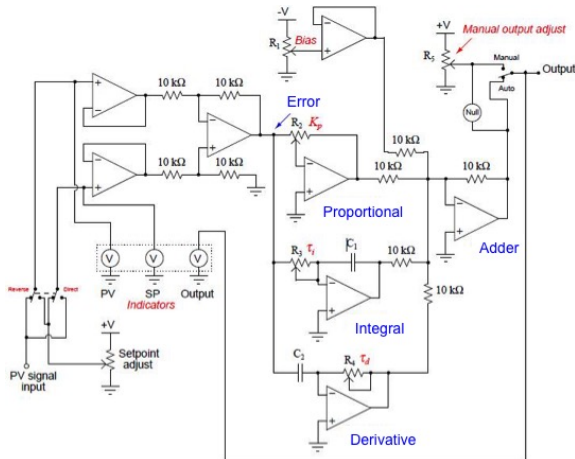 -V
+V
Manual output adjust
R1
Bias
R5
Manual
Output
Auto
Null
10 kΩ
10 kΩ
Error
10 kΩ
R2
Kp
10 kΩ
10 kΩ
10 kΩ
10 kΩ
10 kΩ
Proportional
Adder
R3
τi
C1
10 kΩ
V
V
V
PV
SP
Output
Indicators
10 kΩ
Integral
Reverse
Direct
+V
Setpoint
adjust
PV signal
input
C2
R4
τd
Derivative